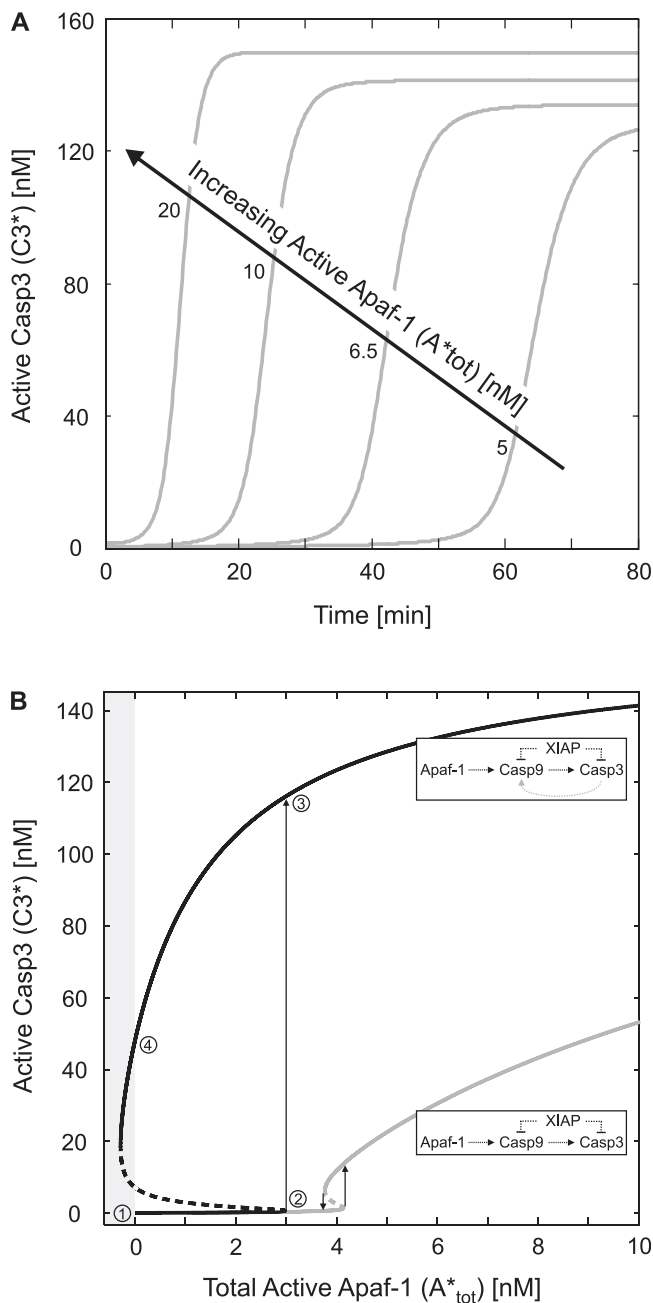 A
160
120
80
40
0
Active Casp3 (C3*) [nM]
Increasing Active Apaf-1 (A*tot) [nM]
20
10
6.5
5
0 20 40 60 80
Time [min]
B
140
120
100
80
60
40
20
0
Active Casp3 (C3*) [nM]
XIAP
Apaf-1 Casp9 Casp3
③
④
XIAP
Apaf-1 Casp9 Casp3
②
①
0 2 4 6 8 10
Total Active Apaf-1 (A*tot) [nM]